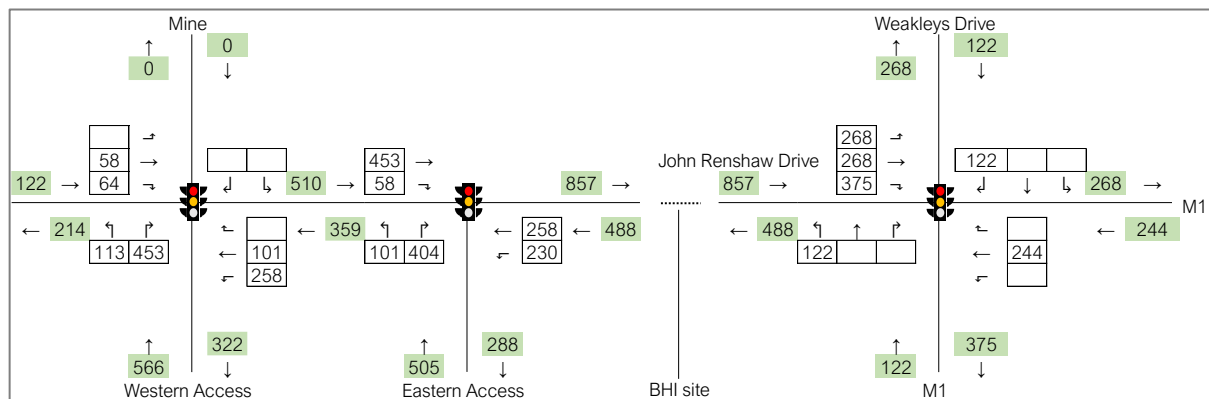 Mine Weakleys Drive
↑ 0 ↑ 122
0 ↓ 268 ↓
58 → 453 → John Renshaw Drive 268
122 → 64 510 → 58 857 → 857 → 268 → 122 268 →
375
M1
← 214 ← 359 ← 258 ← 488 ← 488 ↑ ← 244
113 453 ← 101 101 404 230 122 ← 244
258
↑ 322 ↑ 288 ↑ 375
566 ↓ 505 ↓ 122 ↓
Western Access Eastern Access BHI site M1